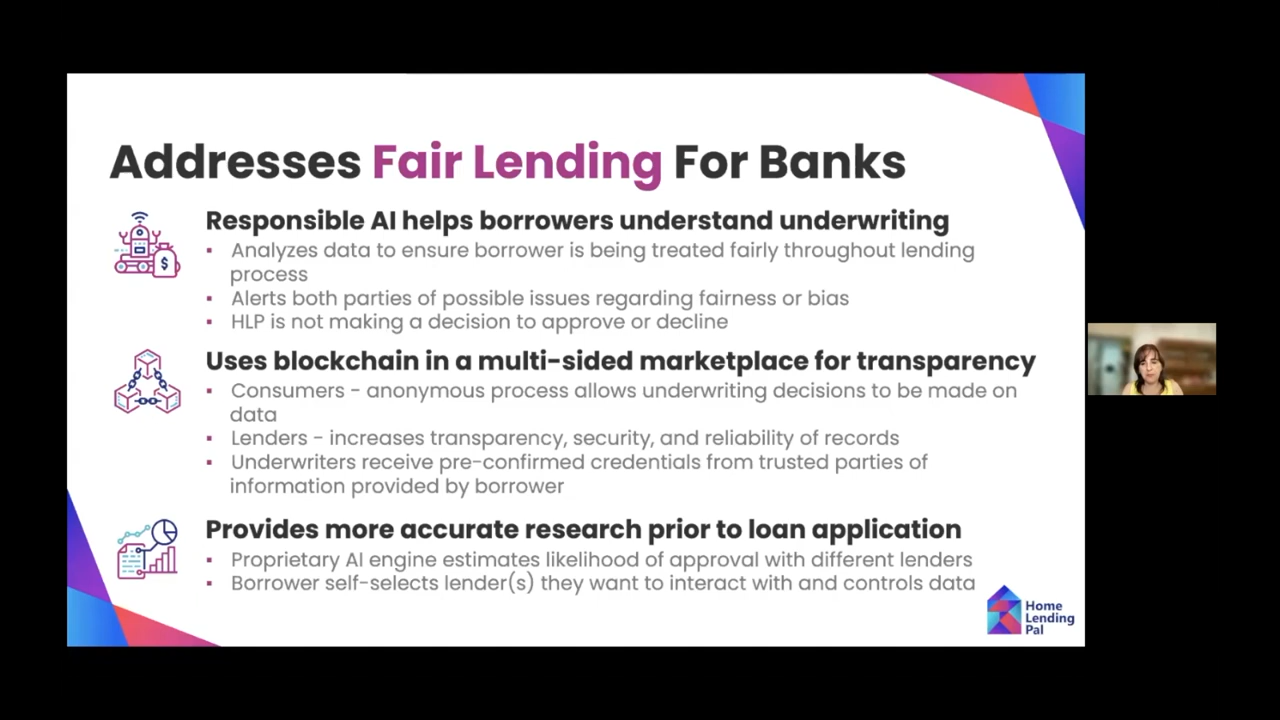 Addresses Fair Lending For Banks
Responsible AI helps borrowers understand underwriting
▪ Analyzes data to ensure borrower is being treated fairly throughout lending
process
▪ Alerts both parties of possible issues regarding fairness or bias
▪ HLP is not making a decision to approve or decline
$
Uses blockchain in a multi-sided marketplace for transparency
▪ Consumers - anonymous process allows underwriting decisions to be made on
data
▪ Lenders - increases transparency, security, and reliability of records
▪ Underwriters receive pre-confirmed credentials from trusted parties of
information provided by borrower
Provides more accurate research prior to loan application
▪ Proprietary AI engine estimates likelihood of approval with different lenders
▪ Borrower self-selects lender(s) they want to interact with and controls data
Home
Lending
Pal